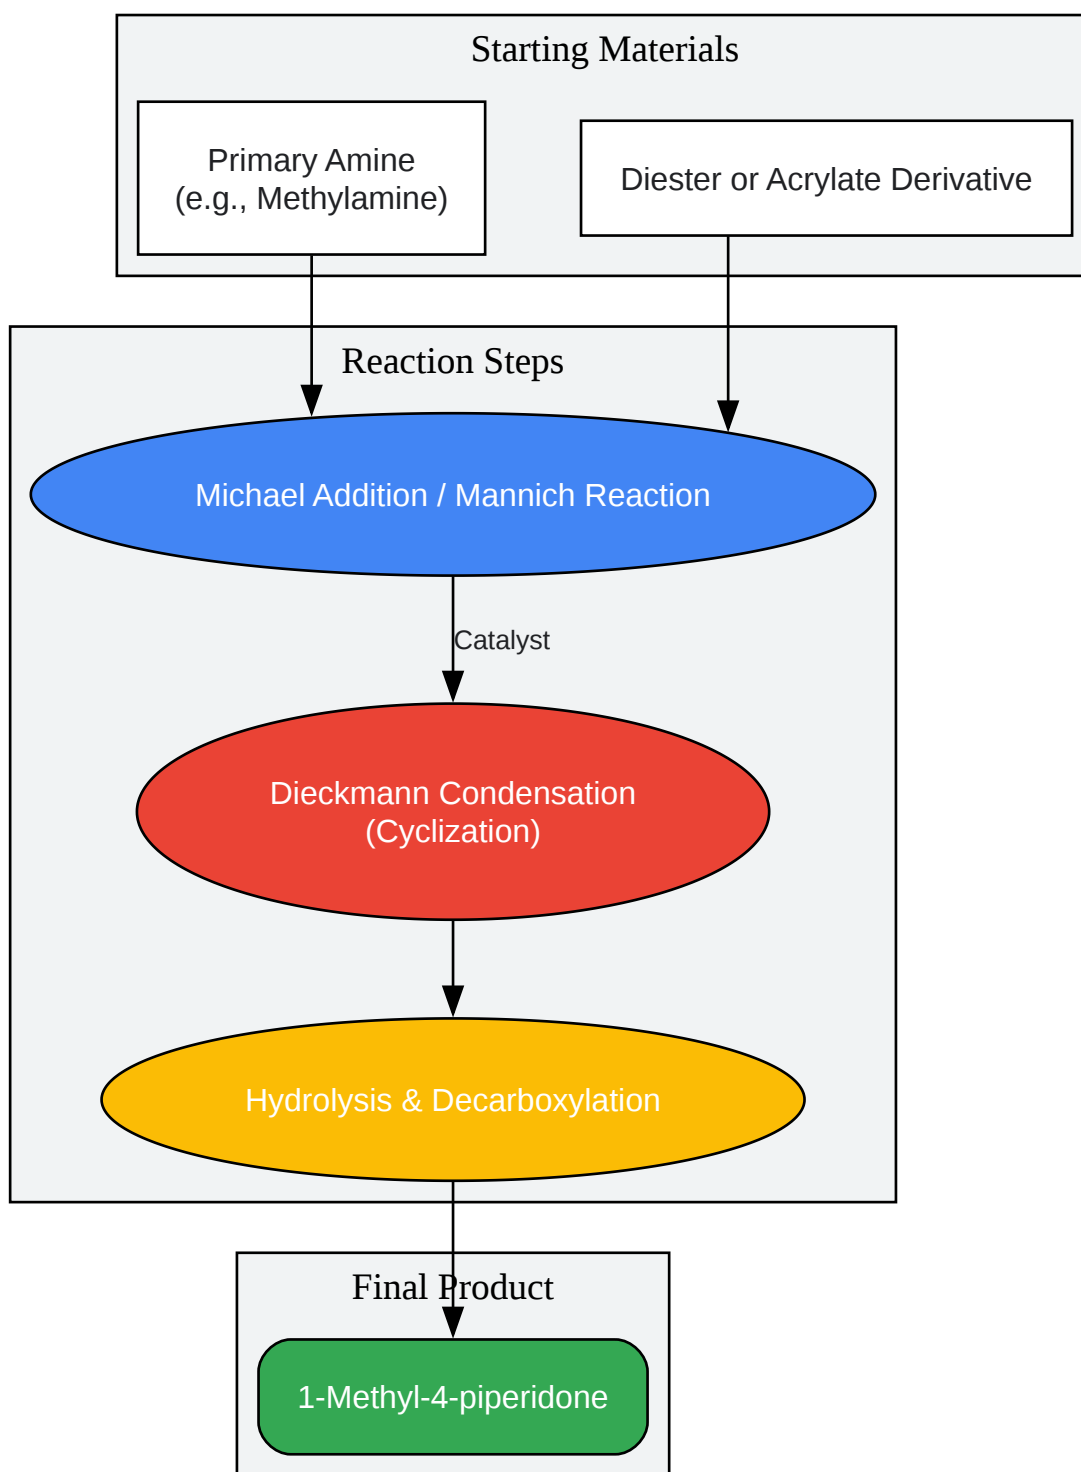 Starting Materials
Primary Amine
(e.g., Methylamine)
Diester or Acrylate Derivative
Reaction Steps
Michael Addition / Mannich Reaction
Catalyst
Dieckmann Condensation
(Cyclization)
Hydrolysis & Decarboxylation
Final Product
1-Methyl-4-piperidone